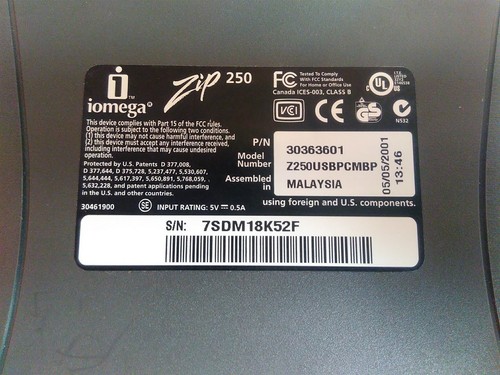 iomega
Zip 250
FC Tested To Comply
With FCC Standards
For Home or Office Use
Canada ICES-003, CLASS B
UL
US
VCI
CE
GS
N532
This device complies with Part 15 of the FCC rules.
Operation is subject to the following two conditions.
(1) this device may not cause harmful interference, and
(2) this device must accept any interference received,
including interference that may cause undesired
operation.
Protected by U.S. Patents D 377,008,
D 377,644, D 375,728, 5,237,477, 5,530,607,
5,644,444, 5,617,397, 5,650,891, 5,768,059,
5,632,228, and patent applications pending
in the U.S. and other countries.
P/N 30363601
Model Number Z250USBPCMBP
Assembled in MALAYSIA
05/05/2001
13:46
using foreign and U.S. components.
30461900
SE
INPUT RATING: 5V 0.5A
S/N: 7SDM18K52F